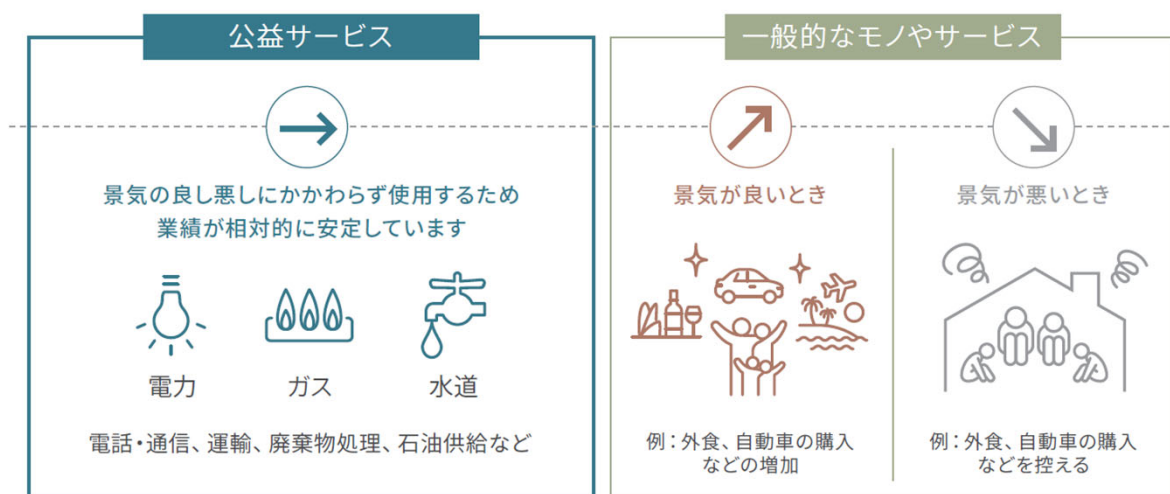 公益サービス
景気の良し悪しにかかわらず使用するため
業績が相対的に安定しています
電力
ガス
水道
電話・通信、運輸、廃棄物処理、石油供給など
一般的なモノやサービス
景気が良いとき
例：外食、自動車の購入
などの増加
景気が悪いとき
例：外食、自動車の購入
などを控える